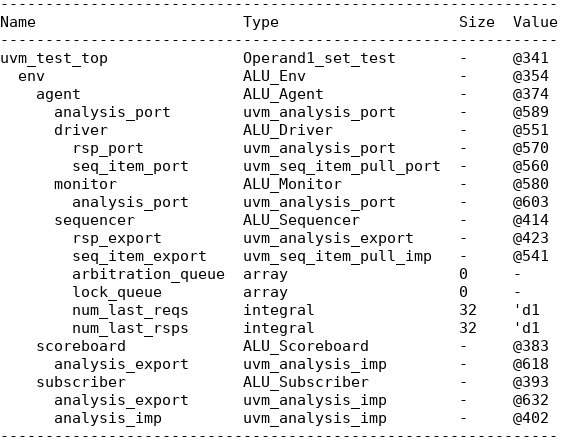 ---------------------------------------------------------------
Name                       Type                    Size  Value
---------------------------------------------------------------
uvm_test_top               Operand1_set_test       -     @341
  env                      ALU_Env                 -     @354
    agent                  ALU_Agent               -     @374
      analysis_port        uvm_analysis_port       -     @589
      driver               ALU_Driver              -     @551
        rsp_port           uvm_analysis_port       -     @570
        seq_item_port      uvm_seq_item_pull_port  -     @560
      monitor              ALU_Monitor             -     @580
        analysis_port      uvm_analysis_port       -     @603
      sequencer            ALU_Sequencer           -     @414
        rsp_export         uvm_analysis_export     -     @423
        seq_item_export    uvm_seq_item_pull_imp   -     @541
        arbitration_queue  array                   0     -
        lock_queue         array                   0     -
        num_last_reqs      integral                32    'd1
        num_last_rsps      integral                32    'd1
    scoreboard             ALU_Scoreboard          -     @383
      analysis_export      uvm_analysis_imp        -     @618
    subscriber             ALU_Subscriber          -     @393
      analysis_export      uvm_analysis_imp        -     @632
      analysis_imp         uvm_analysis_imp        -     @402
---------------------------------------------------------------